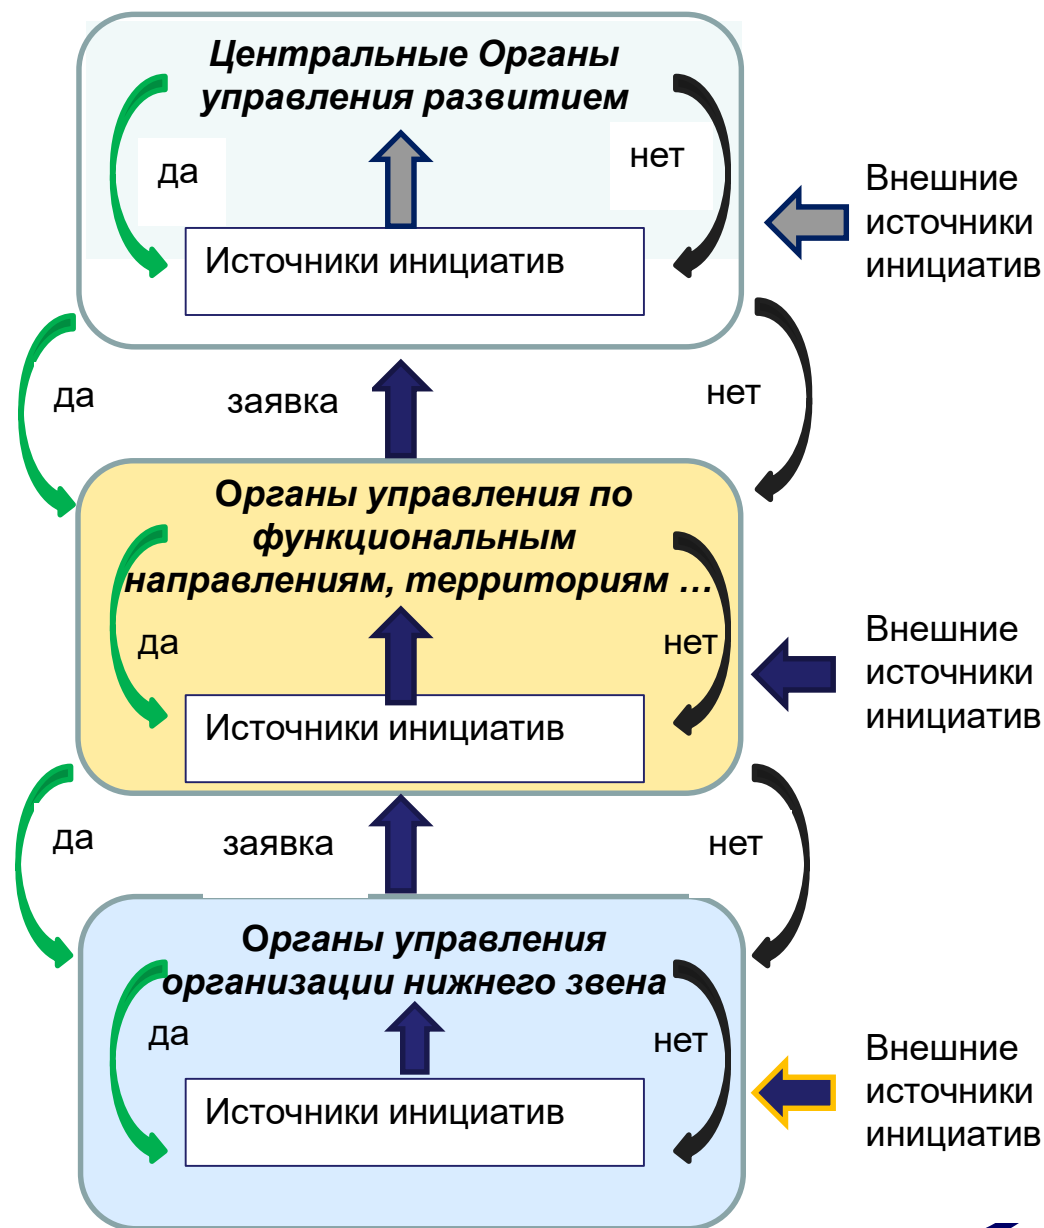 Центральные Органы
управления развитием
да
нет
Источники инициатив
Внешние
источники
инициатив
да
заявка
нет
Органы управления по
функциональным
направлениям, территориям …
да
нет
Источники инициатив
Внешние
источники
инициатив
да
заявка
нет
Органы управления
организации нижнего звена
да
нет
Источники инициатив
Внешние
источники
инициатив